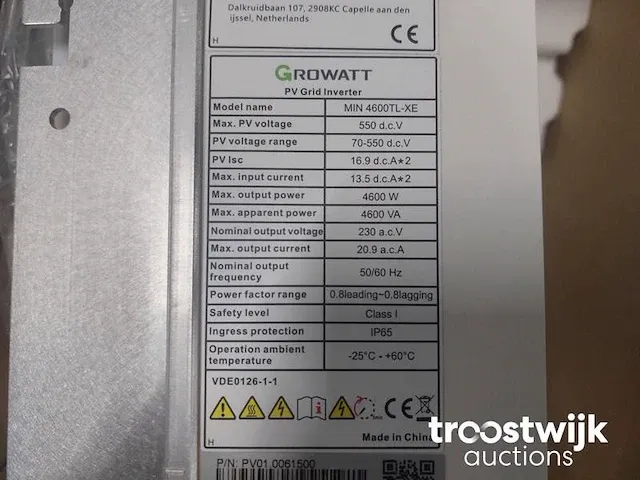 Dalkruidbaan 107, 2908KC Capelle aan den
ijssel, Netherlands
H
CE
GROWATT
PV Grid Inverter
Model name MIN 4600TL-XE
Max. PV voltage 550 d.c.V
PV voltage range 70-550 d.c.V
PV Isc 16.9 d.c.A*2
Max. input current 13.5 d.c.A*2
Max. output power 4600 W
Max. apparent power 4600 VA
Nominal output voltage 230 a.c.V
Max. output current 20.9 a.c.A
Nominal output
frequency 50/60 Hz
Power factor range 0.8leading~0.8lagging
Safety level Class I
Ingress protection IP65
Operation ambient
temperature -25°C - +60°C
VDE0126-1-1
CE
H
Made in China
P/N: PV01 0061500
troostwijk
auctions